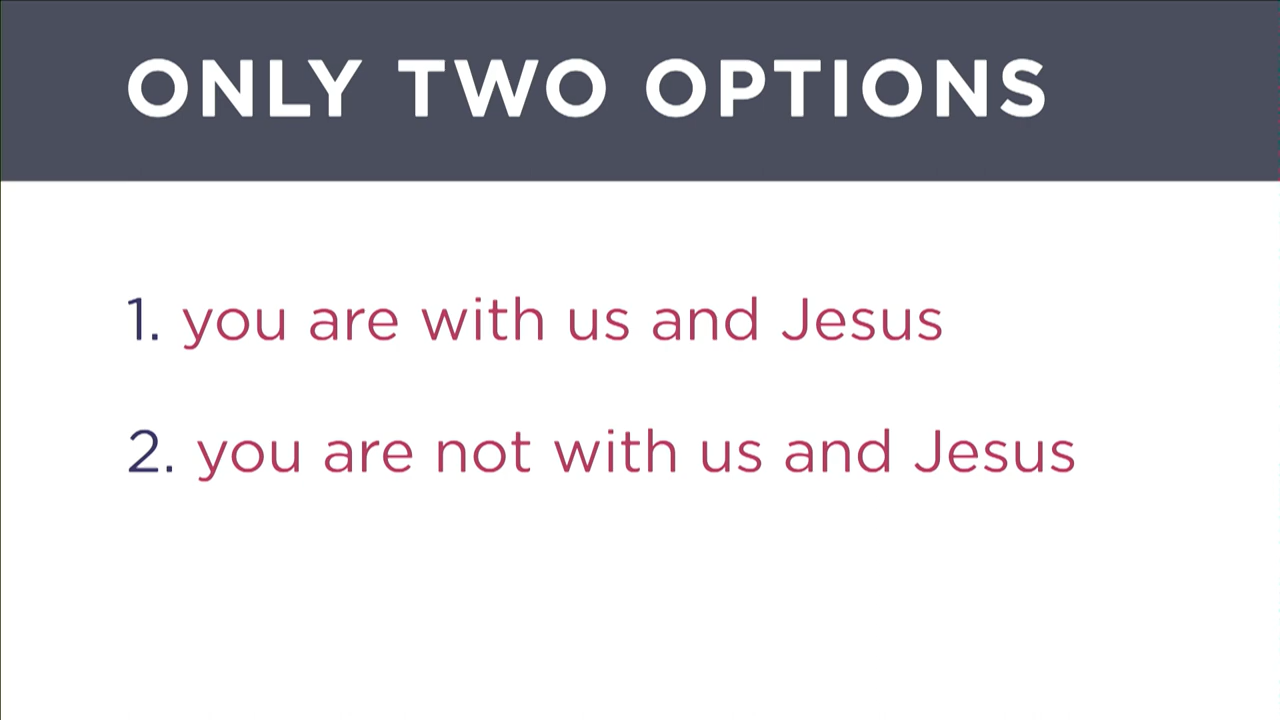 ONLY TWO OPTIONS
1. you are with us and Jesus
2. you are not with us and Jesus